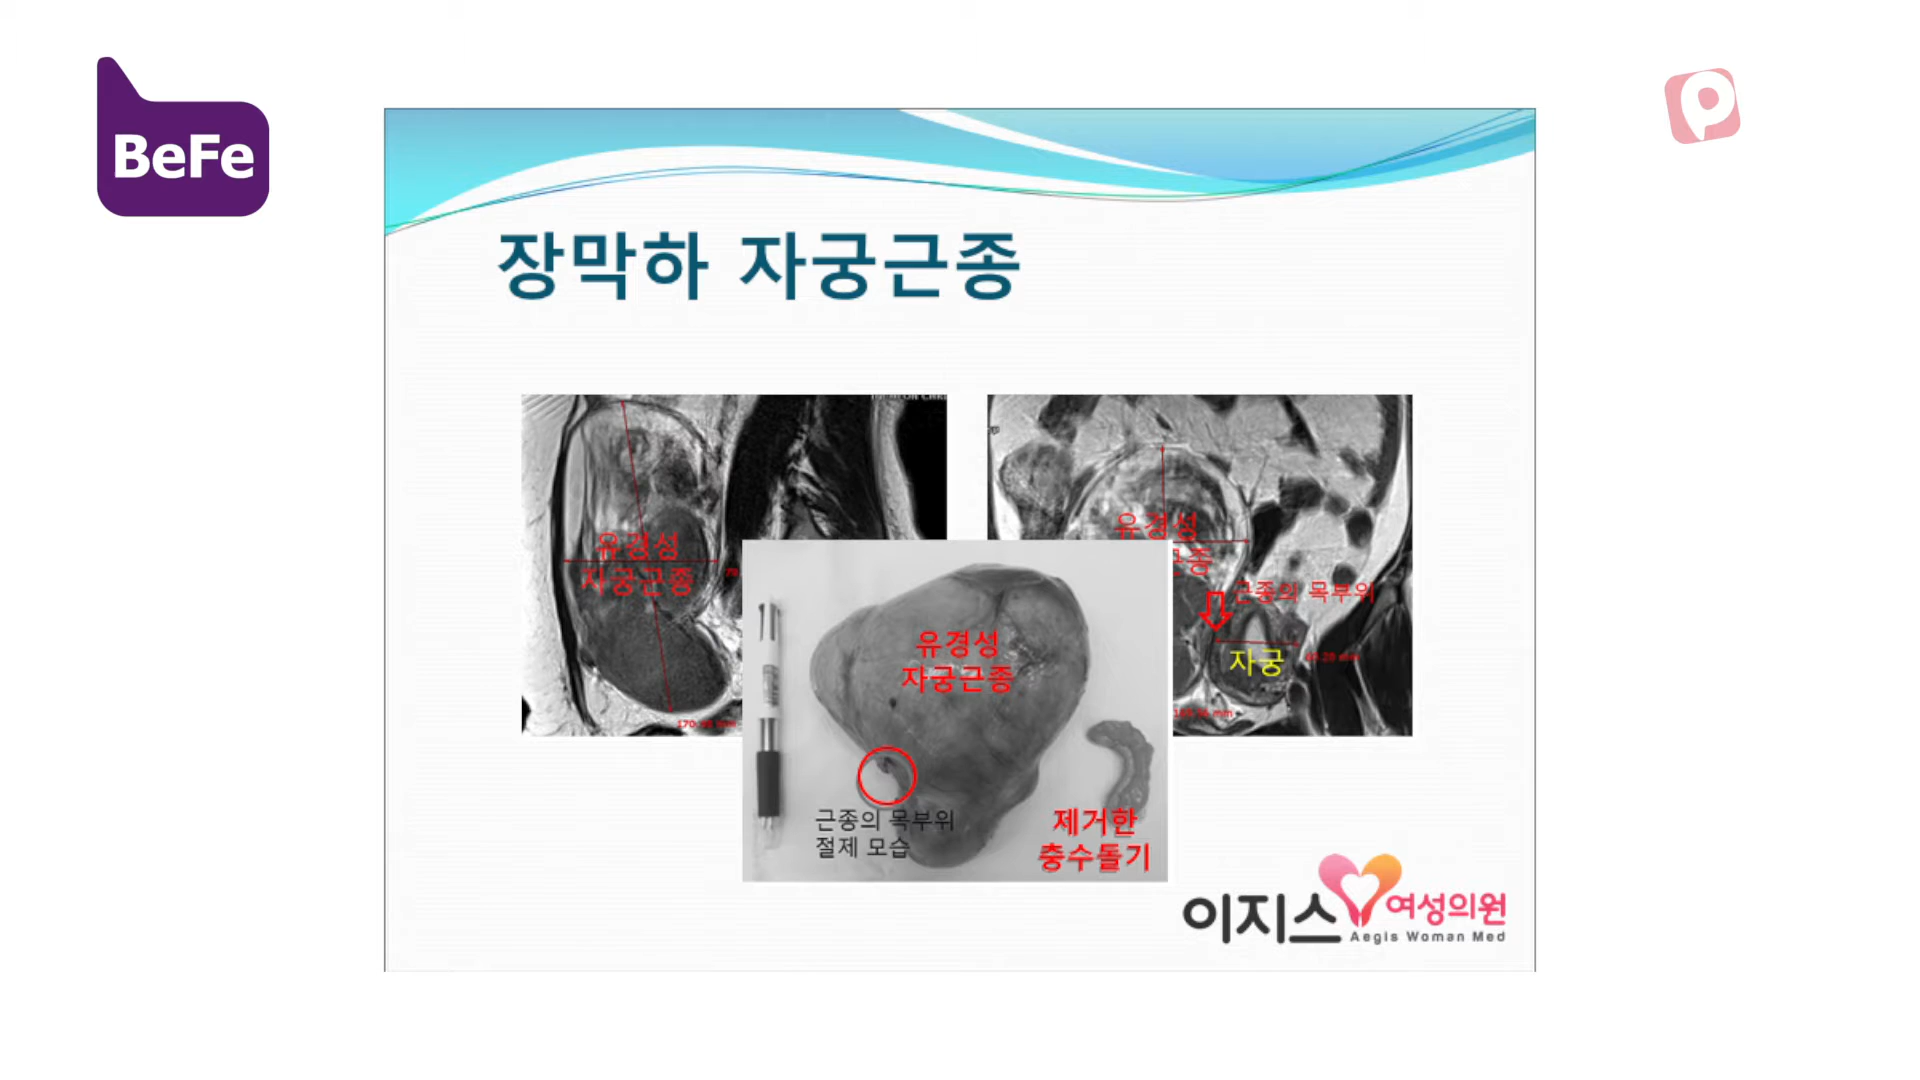 BeFe
장막하 자궁근종
유경성
자궁근종
유경성
근종의 목부위
자궁
유경성
자궁근종
근종의 목부위
절제 모습
제거한
충수돌기
이지스 여성의원
Aegis Woman Med